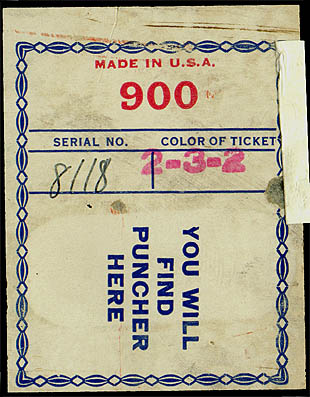 MADE IN U.S.A.
900
SERIAL NO. COLOR OF TICKET
8118 2-3-2
YOU WILL
FIND
PUNCHER
HERE